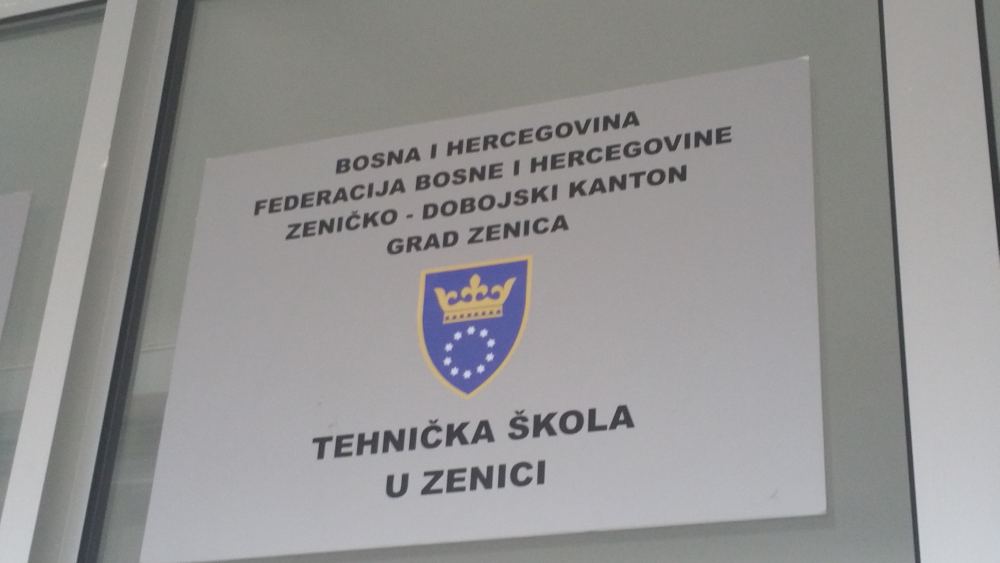 BOSNA I HERCEGOVINA
FEDERACIJA BOSNE I HERCEGOVINE
ZENIČKO - DOBOJSKI KANTON
GRAD ZENICA
TEHNIČKA ŠKOLA
U ZENICI